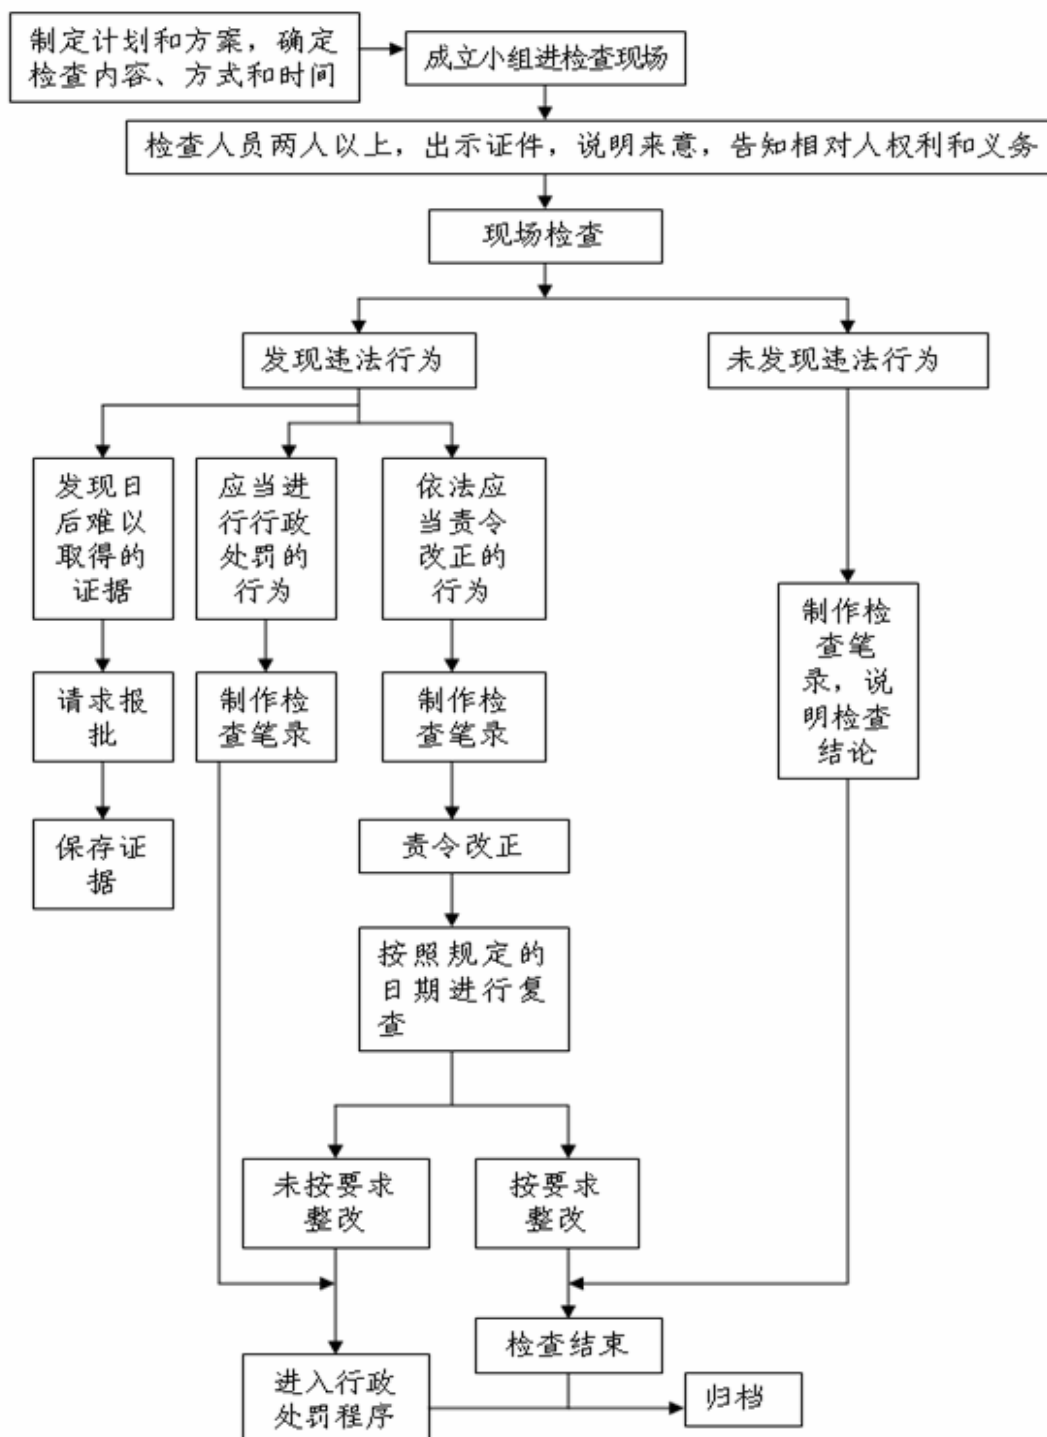 制定计划和方案，确定
检查内容、方式和时间
成立小组进检查现场
检查人员两人以上，出示证件，说明来意，告知相对人权利和义务
现场检查
发现违法行为
未发现违法行为
发现日
后难以
取得的
证据
应当进
行行政
处罚的
行为
依法应
当责令
改正的
行为
制作检
查笔
录，说
明检查
结论
请求报
批
制作检
查笔录
制作检
查笔录
保存证
据
责令改正
按照规定的
日期进行复
查
未按要求
整改
按要求
整改
检查结束
进入行政
处罚程序
归档